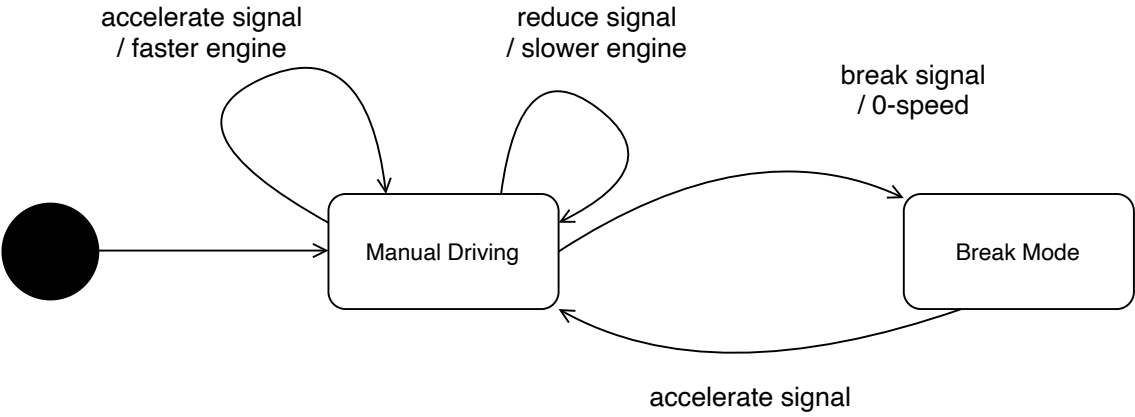 accelerate signal
/ faster engine
reduce signal
/ slower engine
break signal
/ 0-speed
Manual Driving
Break Mode
accelerate signal